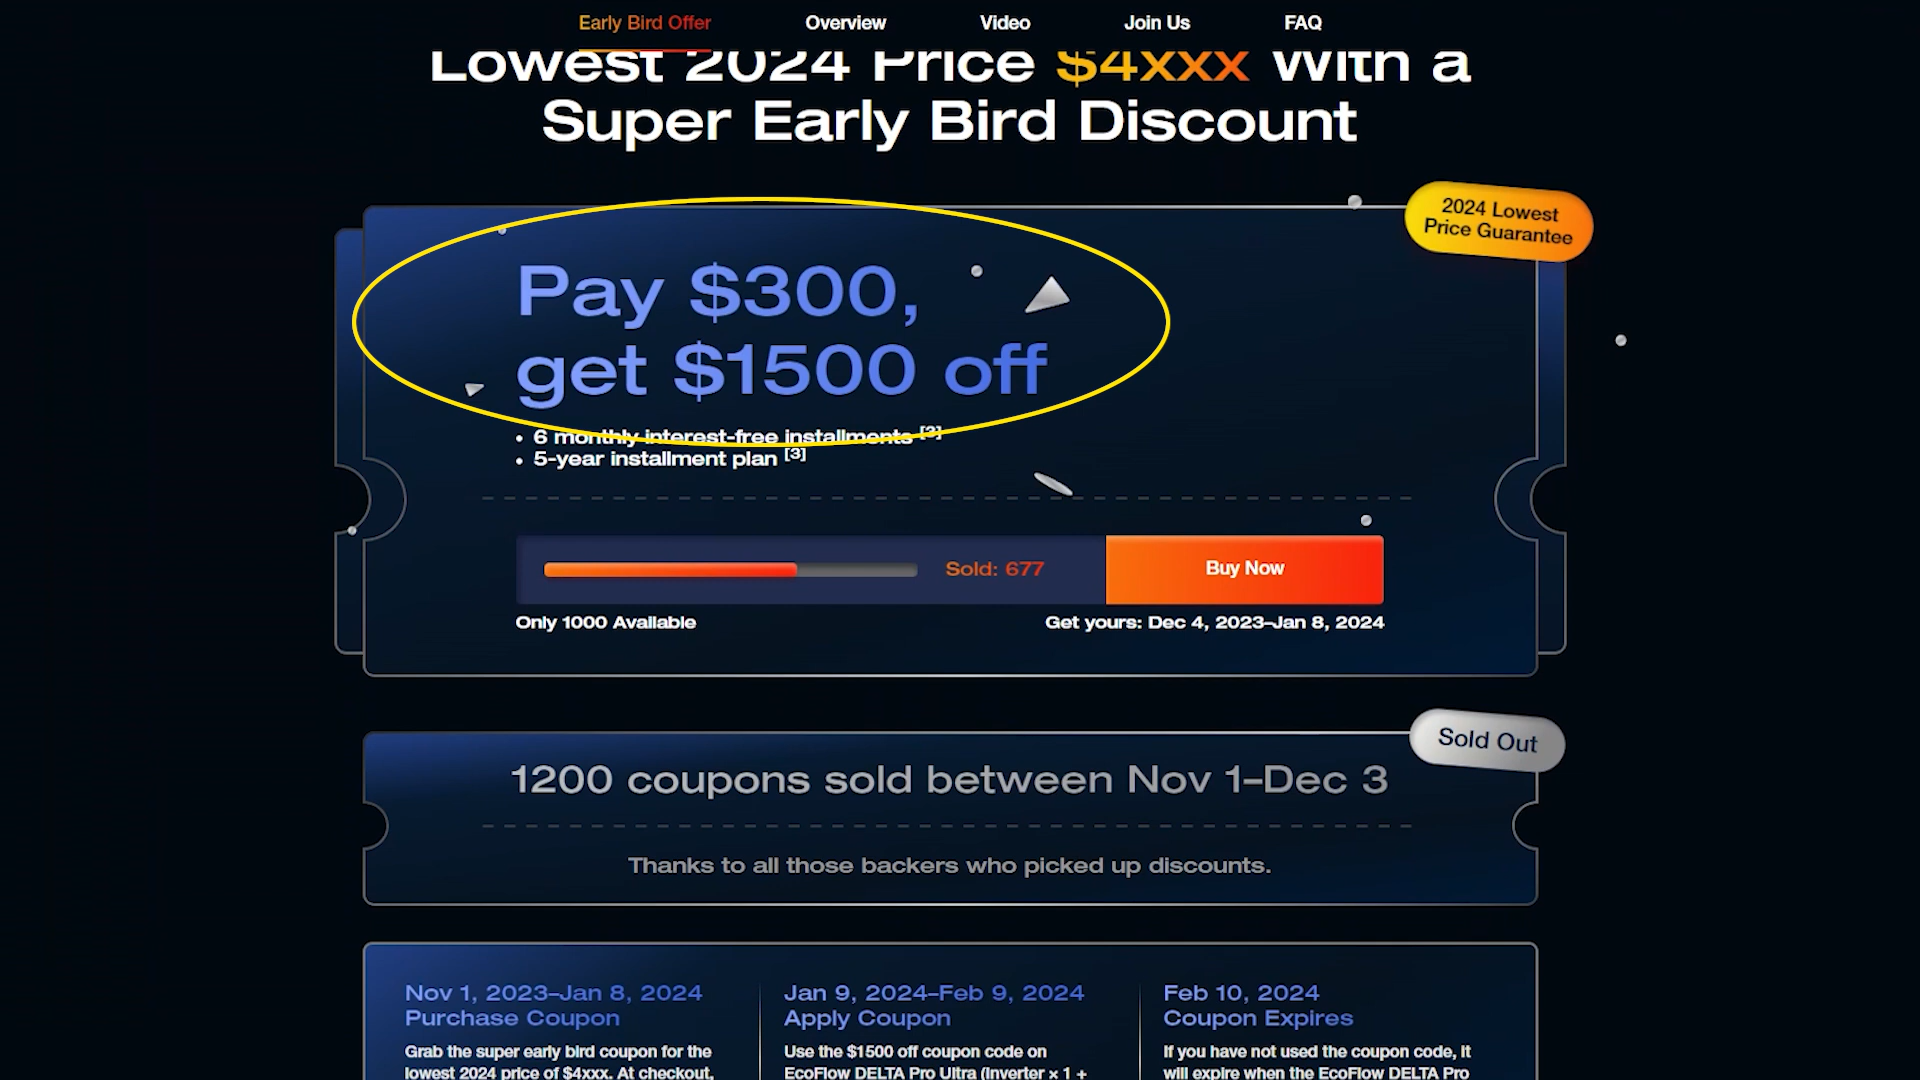 Early Bird Offer
Overview
Video
Join Us
FAQ
Lowest 2024 Price $4xxx With a
Super Early Bird Discount
2024 Lowest
Price Guarantee
Pay $300,
get $1500 off
• 6 monthly interest-free installments [3]
• 5-year installment plan [3]
Sold: 677
Buy Now
Only 1000 Available
Get yours: Dec 4, 2023–Jan 8, 2024
Sold Out
1200 coupons sold between Nov 1–Dec 3
Thanks to all those backers who picked up discounts.
Nov 1, 2023–Jan 8, 2024
Purchase Coupon
Grab the super early bird coupon for the
lowest 2024 price of $4xxx. At checkout,
Jan 9, 2024–Feb 9, 2024
Apply Coupon
Use the $1500 off coupon code on
EcoFlow DELTA Pro Ultra (Inverter × 1 +
Feb 10, 2024
Coupon Expires
If you have not used the coupon code, it
will expire when the EcoFlow DELTA Pro